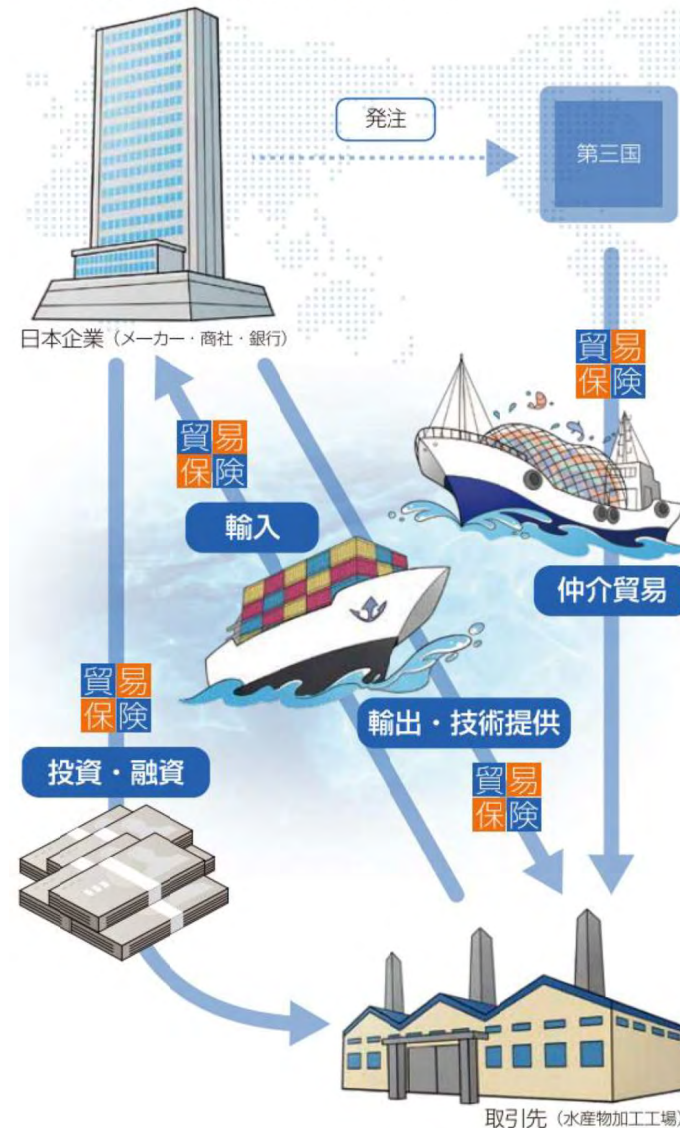 発注
第三国
日本企業（メーカー・商社・銀行）
貿易
保険
貿易
保険
輸入
仲介貿易
貿易
保険
輸出・技術提供
投資・融資
貿易
保険
取引先（水産物加工工場）